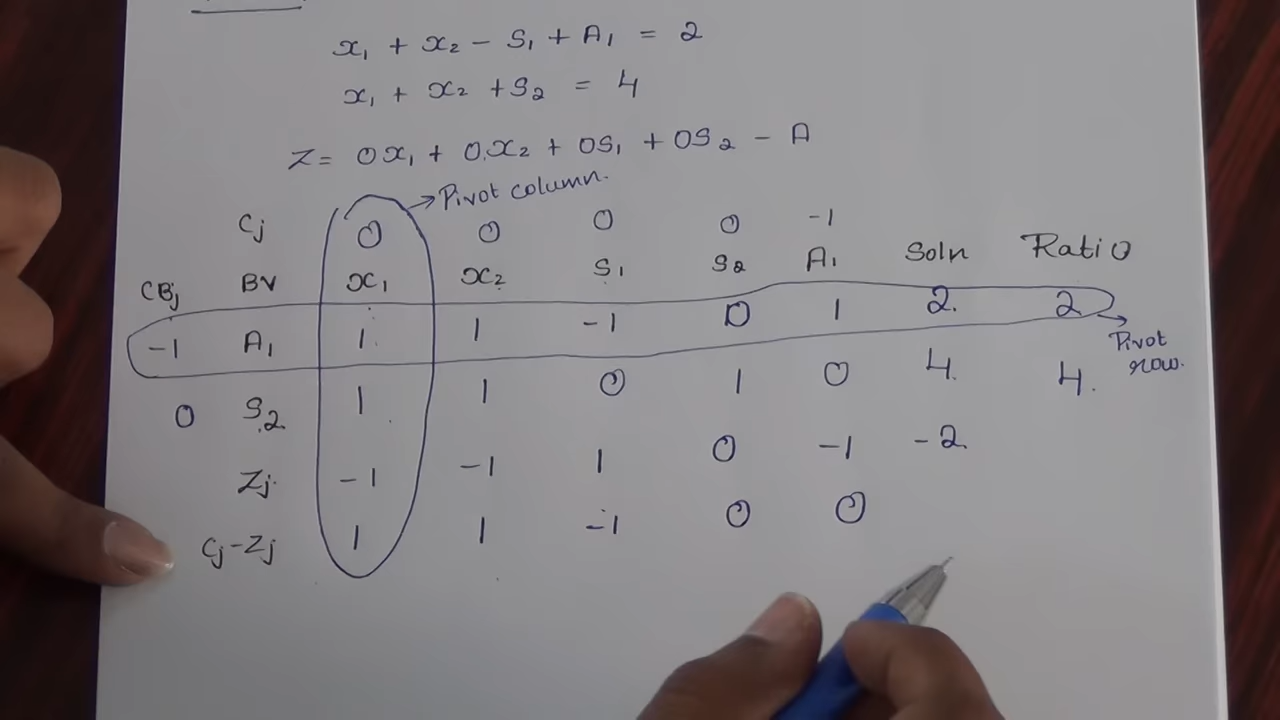 x₁ + x₂ - S₁ + A₁ = 2
x₁ + x₂ + S₂ = 4
Z = 0x₁ + 0.x₂ + 0S₁ + 0S₂ - A
→ Pivot column.
Cj 0 0 0 0 -1
CBj BV x₁ x₂ S₁ S₂ A₁ Soln Ratio
-1 A₁ 1 1 -1 0 1 2. 2 → Pivot row.
0 S₂ 1 1 0 1 0 4. 4.
Zj -1 -1 1 0 -1 -2.
Cj-Zj 1 1 -1 0 0